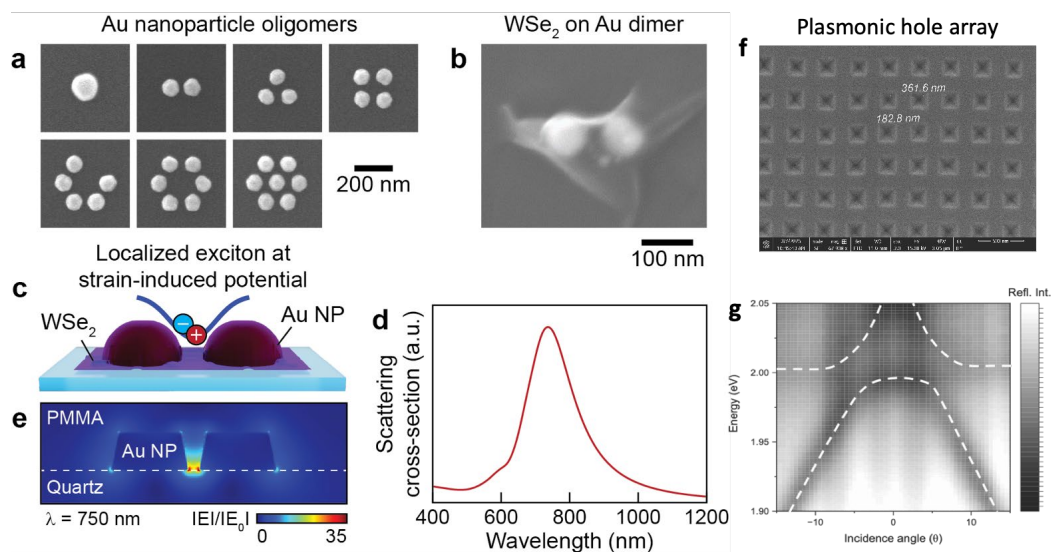 Au nanoparticle oligomers
a
200 nm
WSe2 on Au dimer
b
100 nm
Plasmonic hole array
f
361.6 nm
182.8 nm
Localized exciton at
strain-induced potential
c
WSe2
Au NP
− +
d
Scattering
cross-section (a.u.)
400 600 800 1000 1200
Wavelength (nm)
e
PMMA
Au NP
Quartz
λ = 750 nm
|E|/|E0|
0 35
g
Refl. Int.
2.05
2.00
1.95
1.90
Energy (eV)
−10 0 10
Incidence angle (θ)